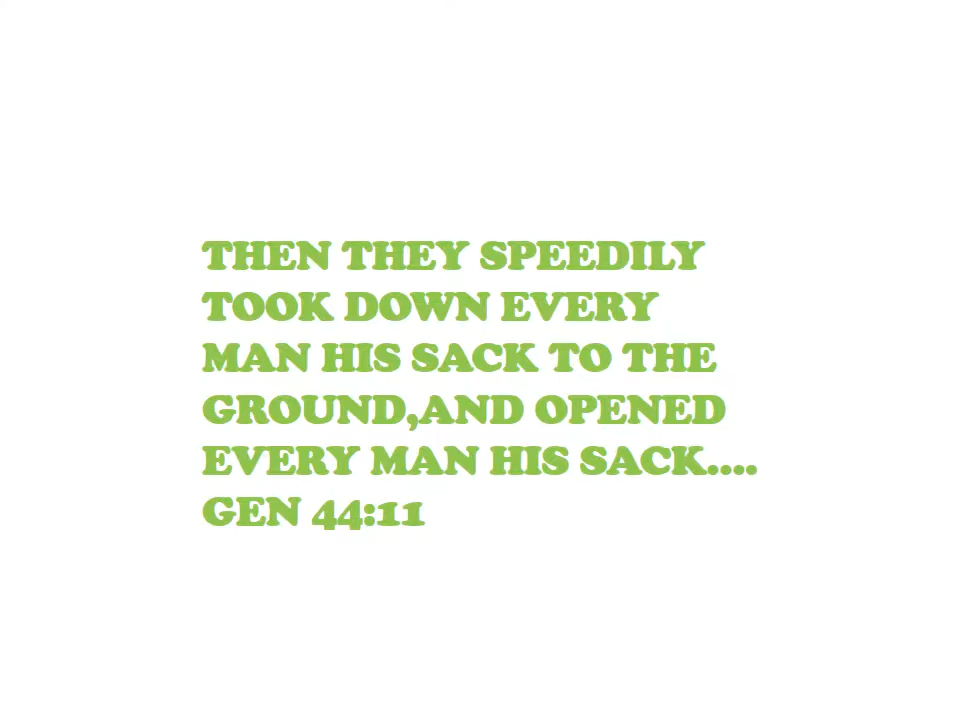 THEN THEY SPEEDILY
TOOK DOWN EVERY
MAN HIS SACK TO THE
GROUND,AND OPENED
EVERY MAN HIS SACK....
GEN 44:11